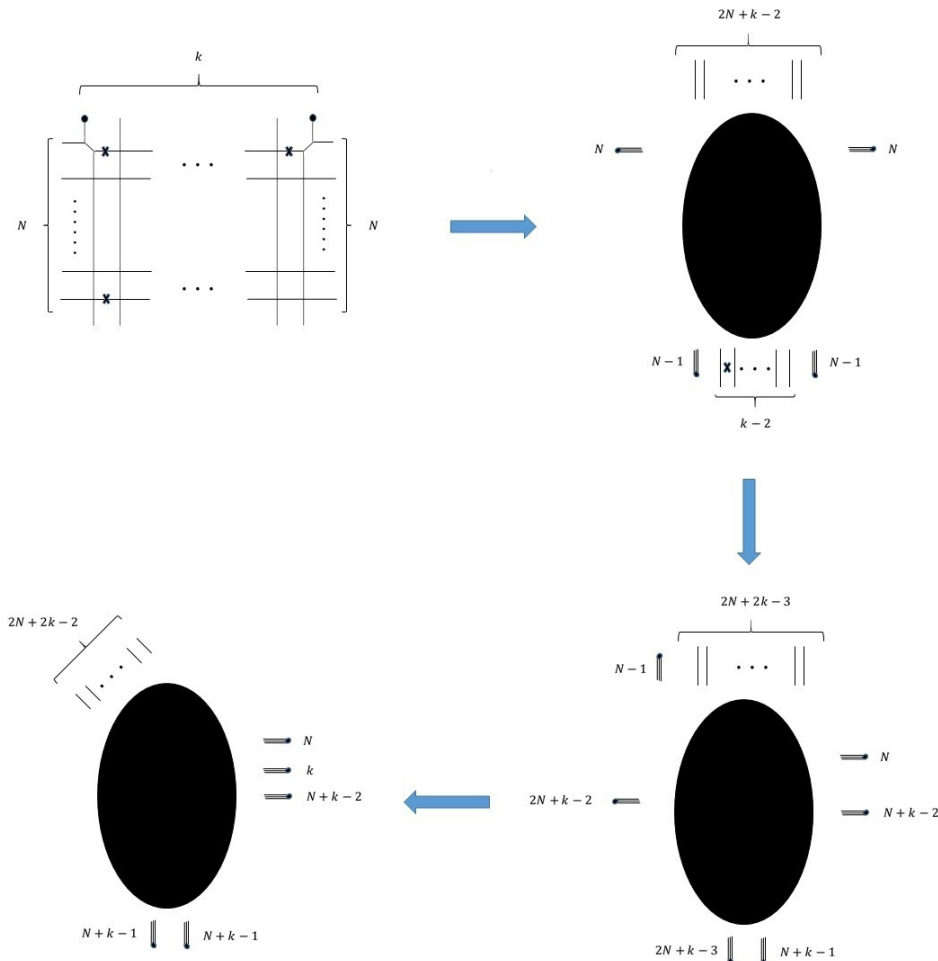 k
N
N
2N + k − 2
N
N
N − 1
N − 1
k − 2
2N + 2k − 3
N − 1
N
2N + k − 2
N + k − 2
2N + k − 3
N + k − 1
2N + 2k − 2
N
k
N + k − 2
N + k − 1
N + k − 1